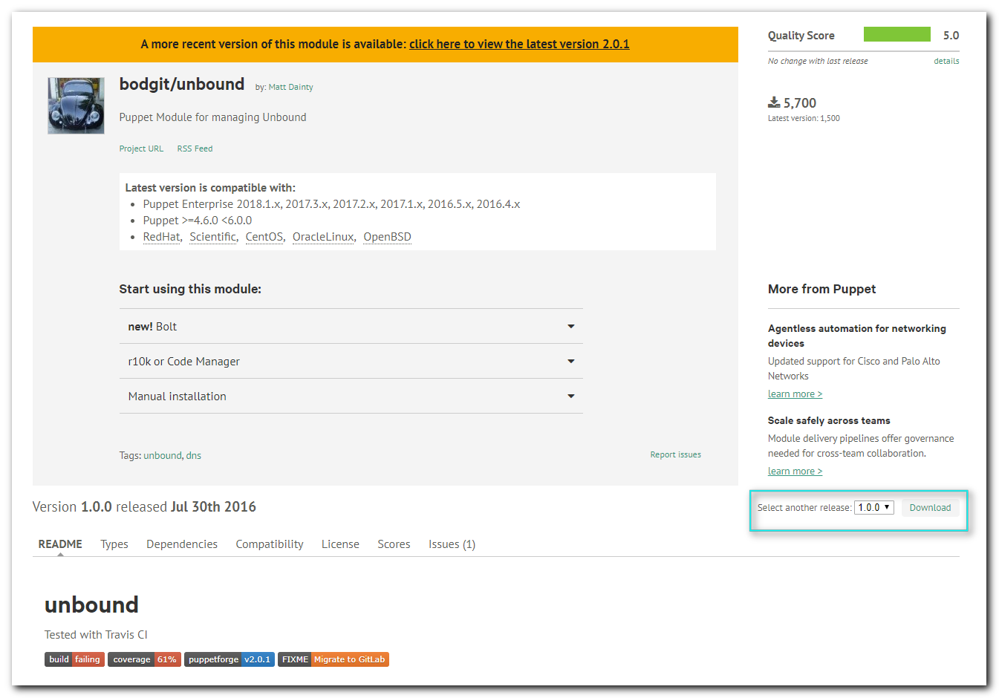 A more recent version of this module is available: click here to view the latest version 2.0.1
bodgit/unbound by: Matt Dainty
Puppet Module for managing Unbound
Project URL RSS Feed
Latest version is compatible with:
• Puppet Enterprise 2018.1.x, 2017.3.x, 2017.2.x, 2017.1.x, 2016.5.x, 2016.4.x
• Puppet >=4.6.0 <6.0.0
• RedHat, Scientific, CentOS, OracleLinux, OpenBSD
Start using this module:
new! Bolt
r10k or Code Manager
Manual installation
Tags: unbound, dns
Report issues
Quality Score 5.0
No change with last release details
5,700
Latest version: 1,500
More from Puppet
Agentless automation for networking
devices
Updated support for Cisco and Palo Alto
Networks
learn more >
Scale safely across teams
Module delivery pipelines offer governance
needed for cross-team collaboration.
learn more >
Version 1.0.0 released Jul 30th 2016
Select another release: 1.0.0 Download
README Types Dependencies Compatibility License Scores Issues (1)
unbound
Tested with Travis CI
build failing coverage 61% puppetforge v2.0.1 FIXME Migrate to GitLab